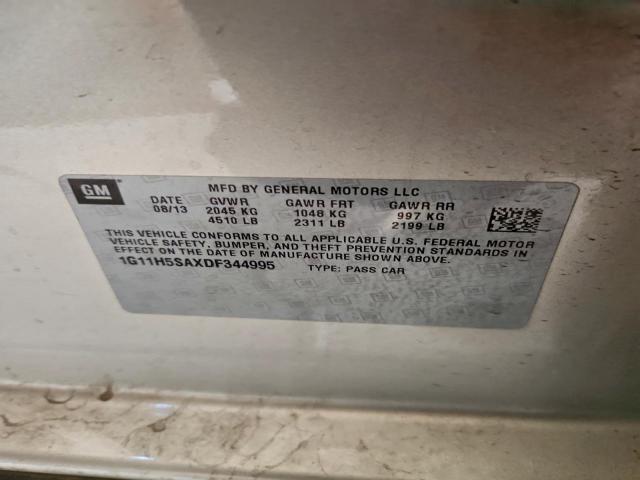 GM
MFD BY GENERAL MOTORS LLC
DATE GVWR GAWR FRT GAWR RR
08/13 2045 KG 1048 KG 997 KG
4510 LB 2311 LB 2199 LB
THIS VEHICLE CONFORMS TO ALL APPLICABLE U.S. FEDERAL MOTOR
VEHICLE SAFETY, BUMPER, AND THEFT PREVENTION STANDARDS IN
EFFECT ON THE DATE OF MANUFACTURE SHOWN ABOVE.
1G11H5SAXDF344995 TYPE: PASS CAR